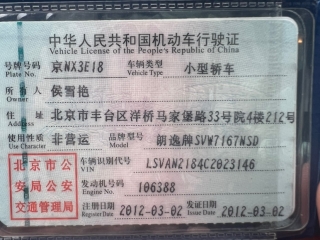 中华人民共和国机动车行驶证
Vehicle License of the People's Republic of China
号牌号码 京NX3E18 车辆类型 小型轿车
Plate No. Vehicle Type
所有人 侯雪艳
Owner
住址 北京市丰台区洋桥马家堡路33号院4楼212号
Address
使用性质 非营运 品牌型号 朗逸牌SVW7167NSD
Use Character Model
北京市公安局公安交通管理局
车辆识别代号 LSVAN2184C2023146
VIN
发动机号码 106388
Engine No.
注册日期 2012-03-02 发证日期 2012-03-02
Register Date Issue Date